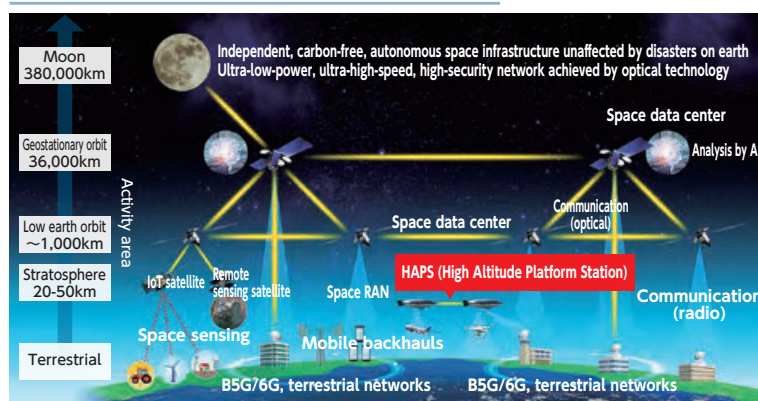 Moon
380,000km
Independent, carbon-free, autonomous space infrastructure unaffected by disasters on earth
Ultra-low-power, ultra-high-speed, high-security network achieved by optical technology
Space data center
Geostationary orbit
36,000km
Analysis by A
Activity area
Low earth orbit
~1,000km
Space data center
Communication
(optical)
Stratosphere
20-50km
IoT satellite
Remote
sensing satellite
Space RAN
HAPS (High Altitude Platform Station)
Communication
(radio)
Space sensing
Mobile backhauls
Terrestrial
B5G/6G, terrestrial networks
B5G/6G, terrestrial networks